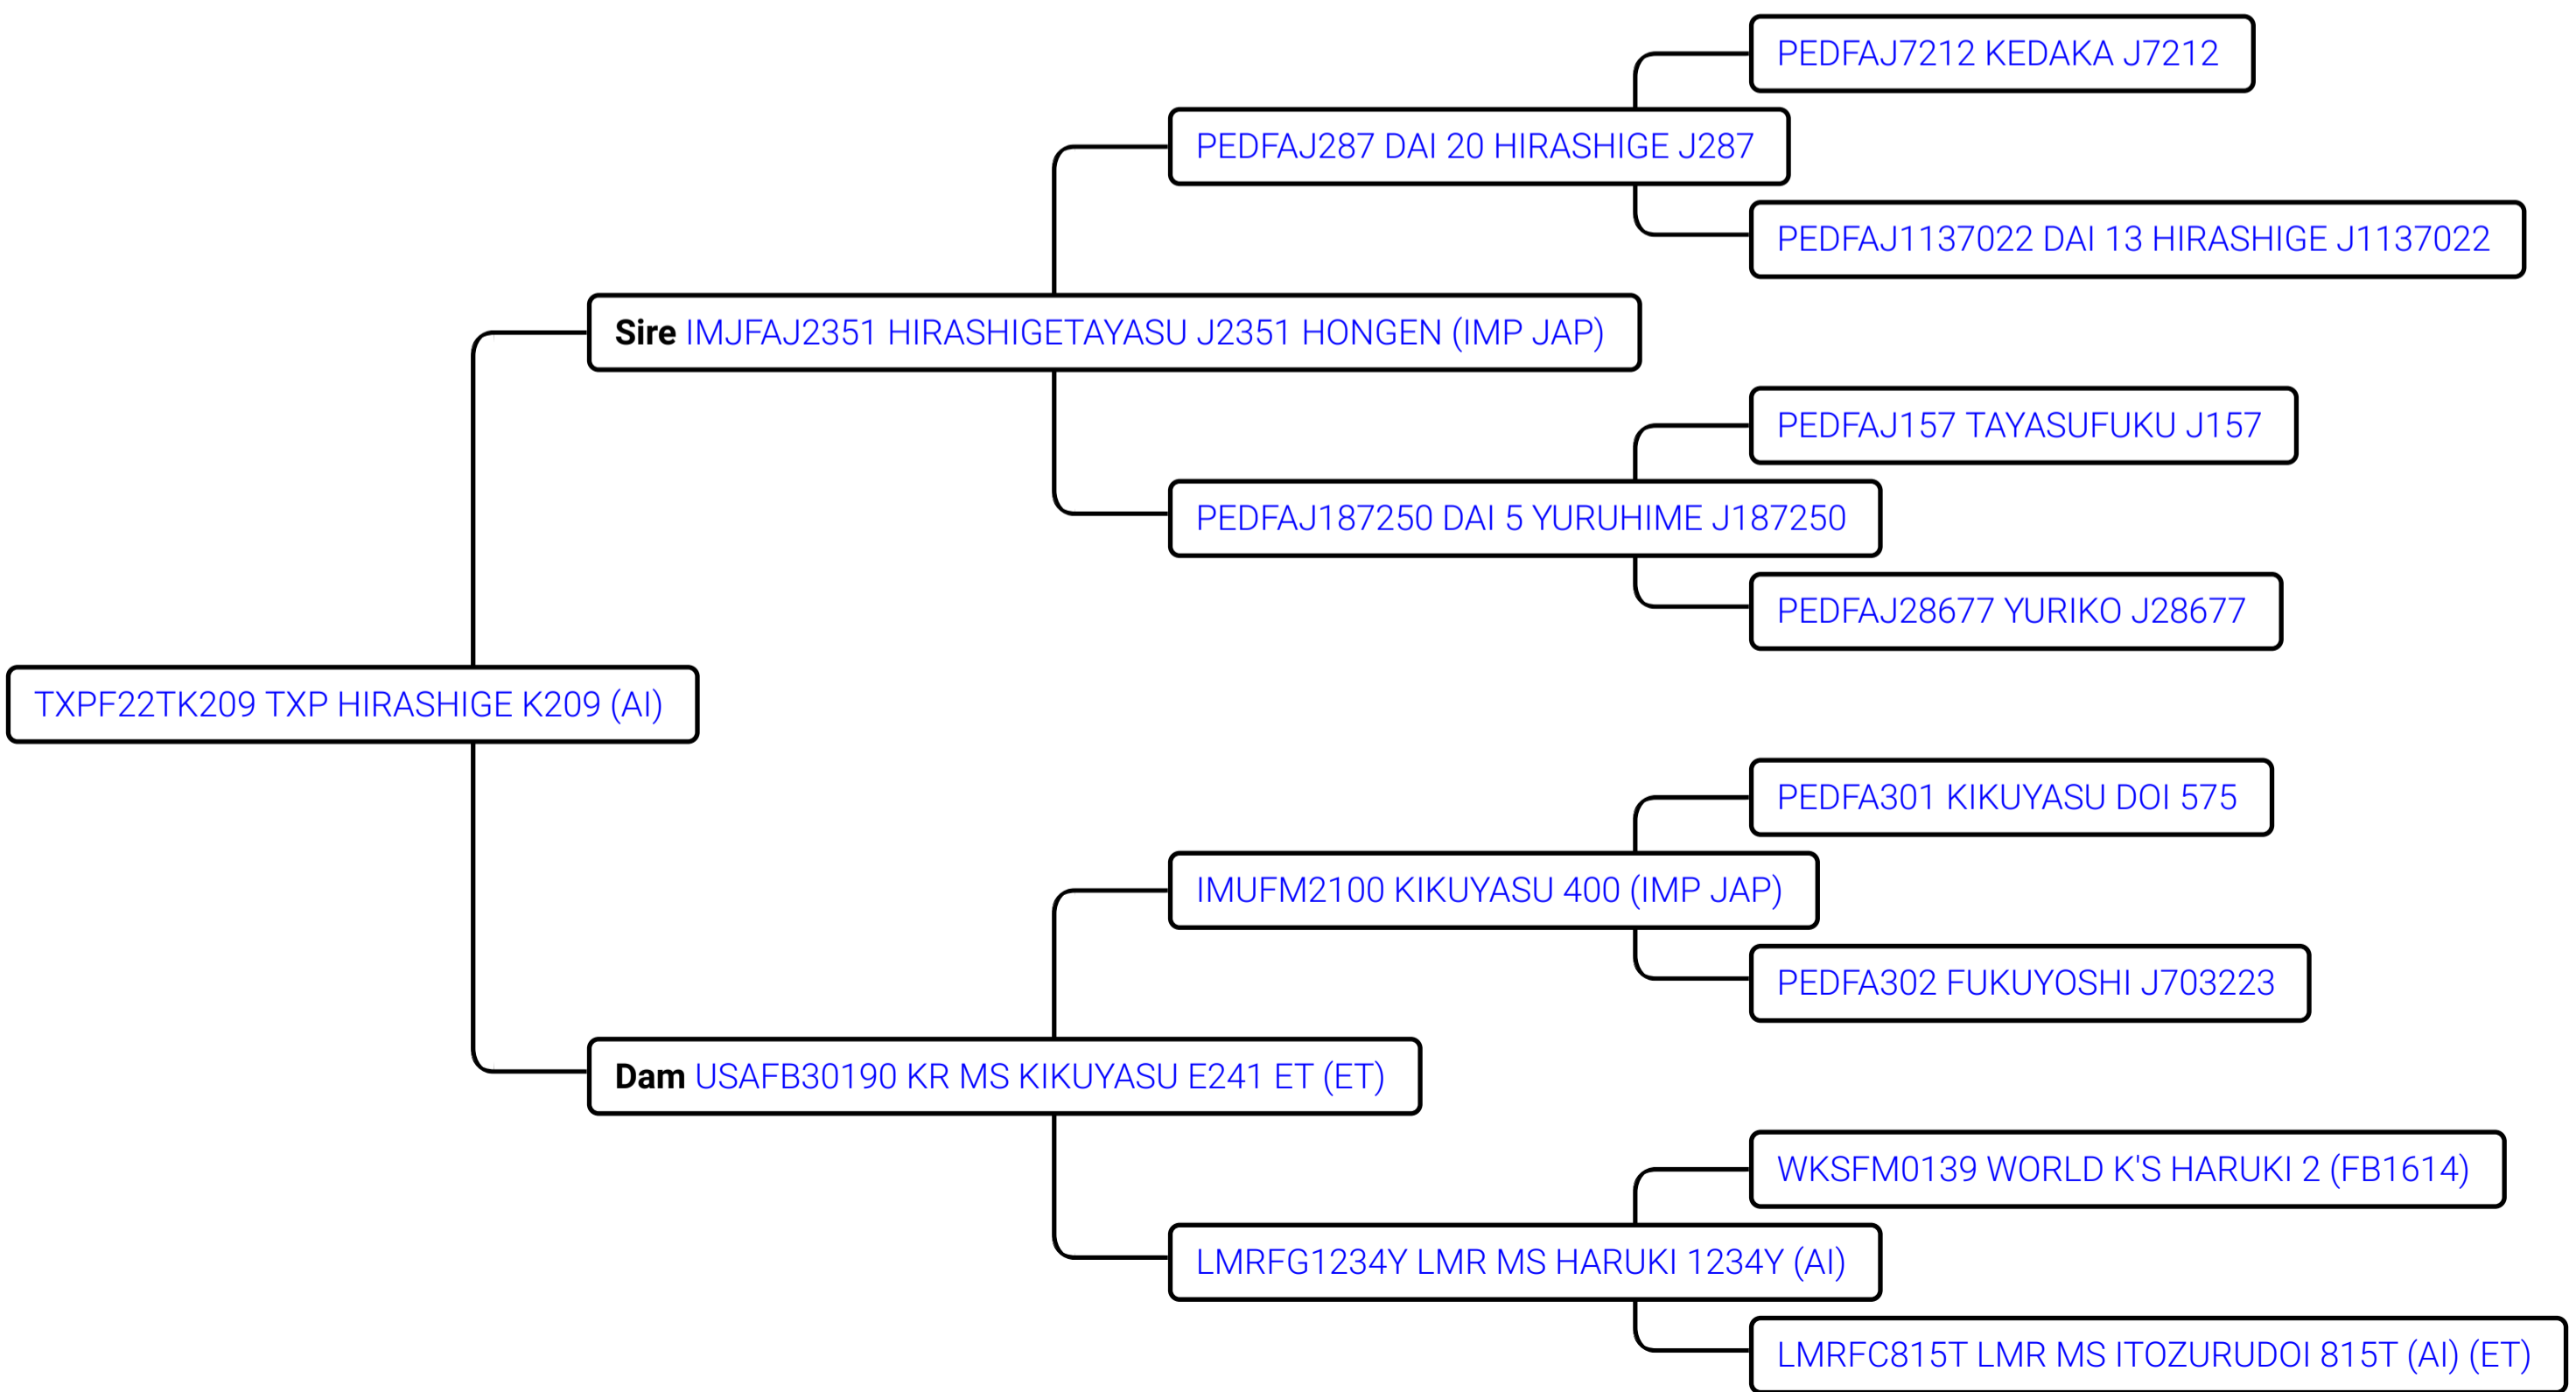 PEDFAJ7212 KEDAKA J7212
PEDFAJ287 DAI 20 HIRASHIGE J287
PEDFAJ1137022 DAI 13 HIRASHIGE J1137022
Sire IMJFAJ2351 HIRASHIGETAYASU J2351 HONGEN (IMP JAP)
PEDFAJ157 TAYASUFUKU J157
PEDFAJ187250 DAI 5 YURUHIME J187250
PEDFAJ28677 YURIKO J28677
TXPF22TK209 TXP HIRASHIGE K209 (AI)
PEDFA301 KIKUYASU DOI 575
IMUFM2100 KIKUYASU 400 (IMP JAP)
PEDFA302 FUKUYOSHI J703223
Dam USAFB30190 KR MS KIKUYASU E241 ET (ET)
WKSFM0139 WORLD K'S HARUKI 2 (FB1614)
LMRFG1234Y LMR MS HARUKI 1234Y (AI)
LMRFC815T LMR MS ITOZURUDOI 815T (AI) (ET)